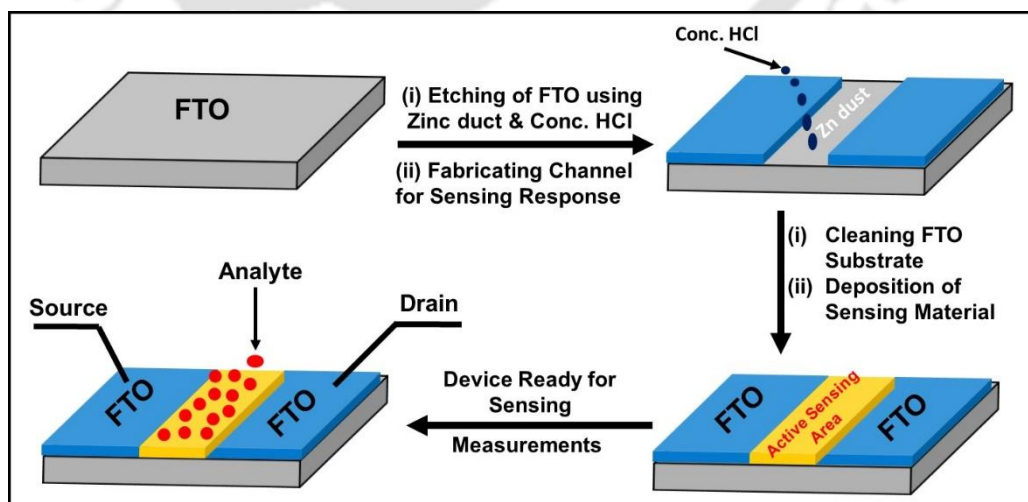 FTO
(i) Etching of FTO using
Zinc duct & Conc. HCl
(ii) Fabricating Channel
for Sensing Response
Conc. HCl
Zn dust
(i) Cleaning FTO
Substrate
(ii) Deposition of
Sensing Material
FTO
Active Sensing
Area
FTO
Device Ready for
Sensing
Measurements
Analyte
Source
Drain
FTO
FTO